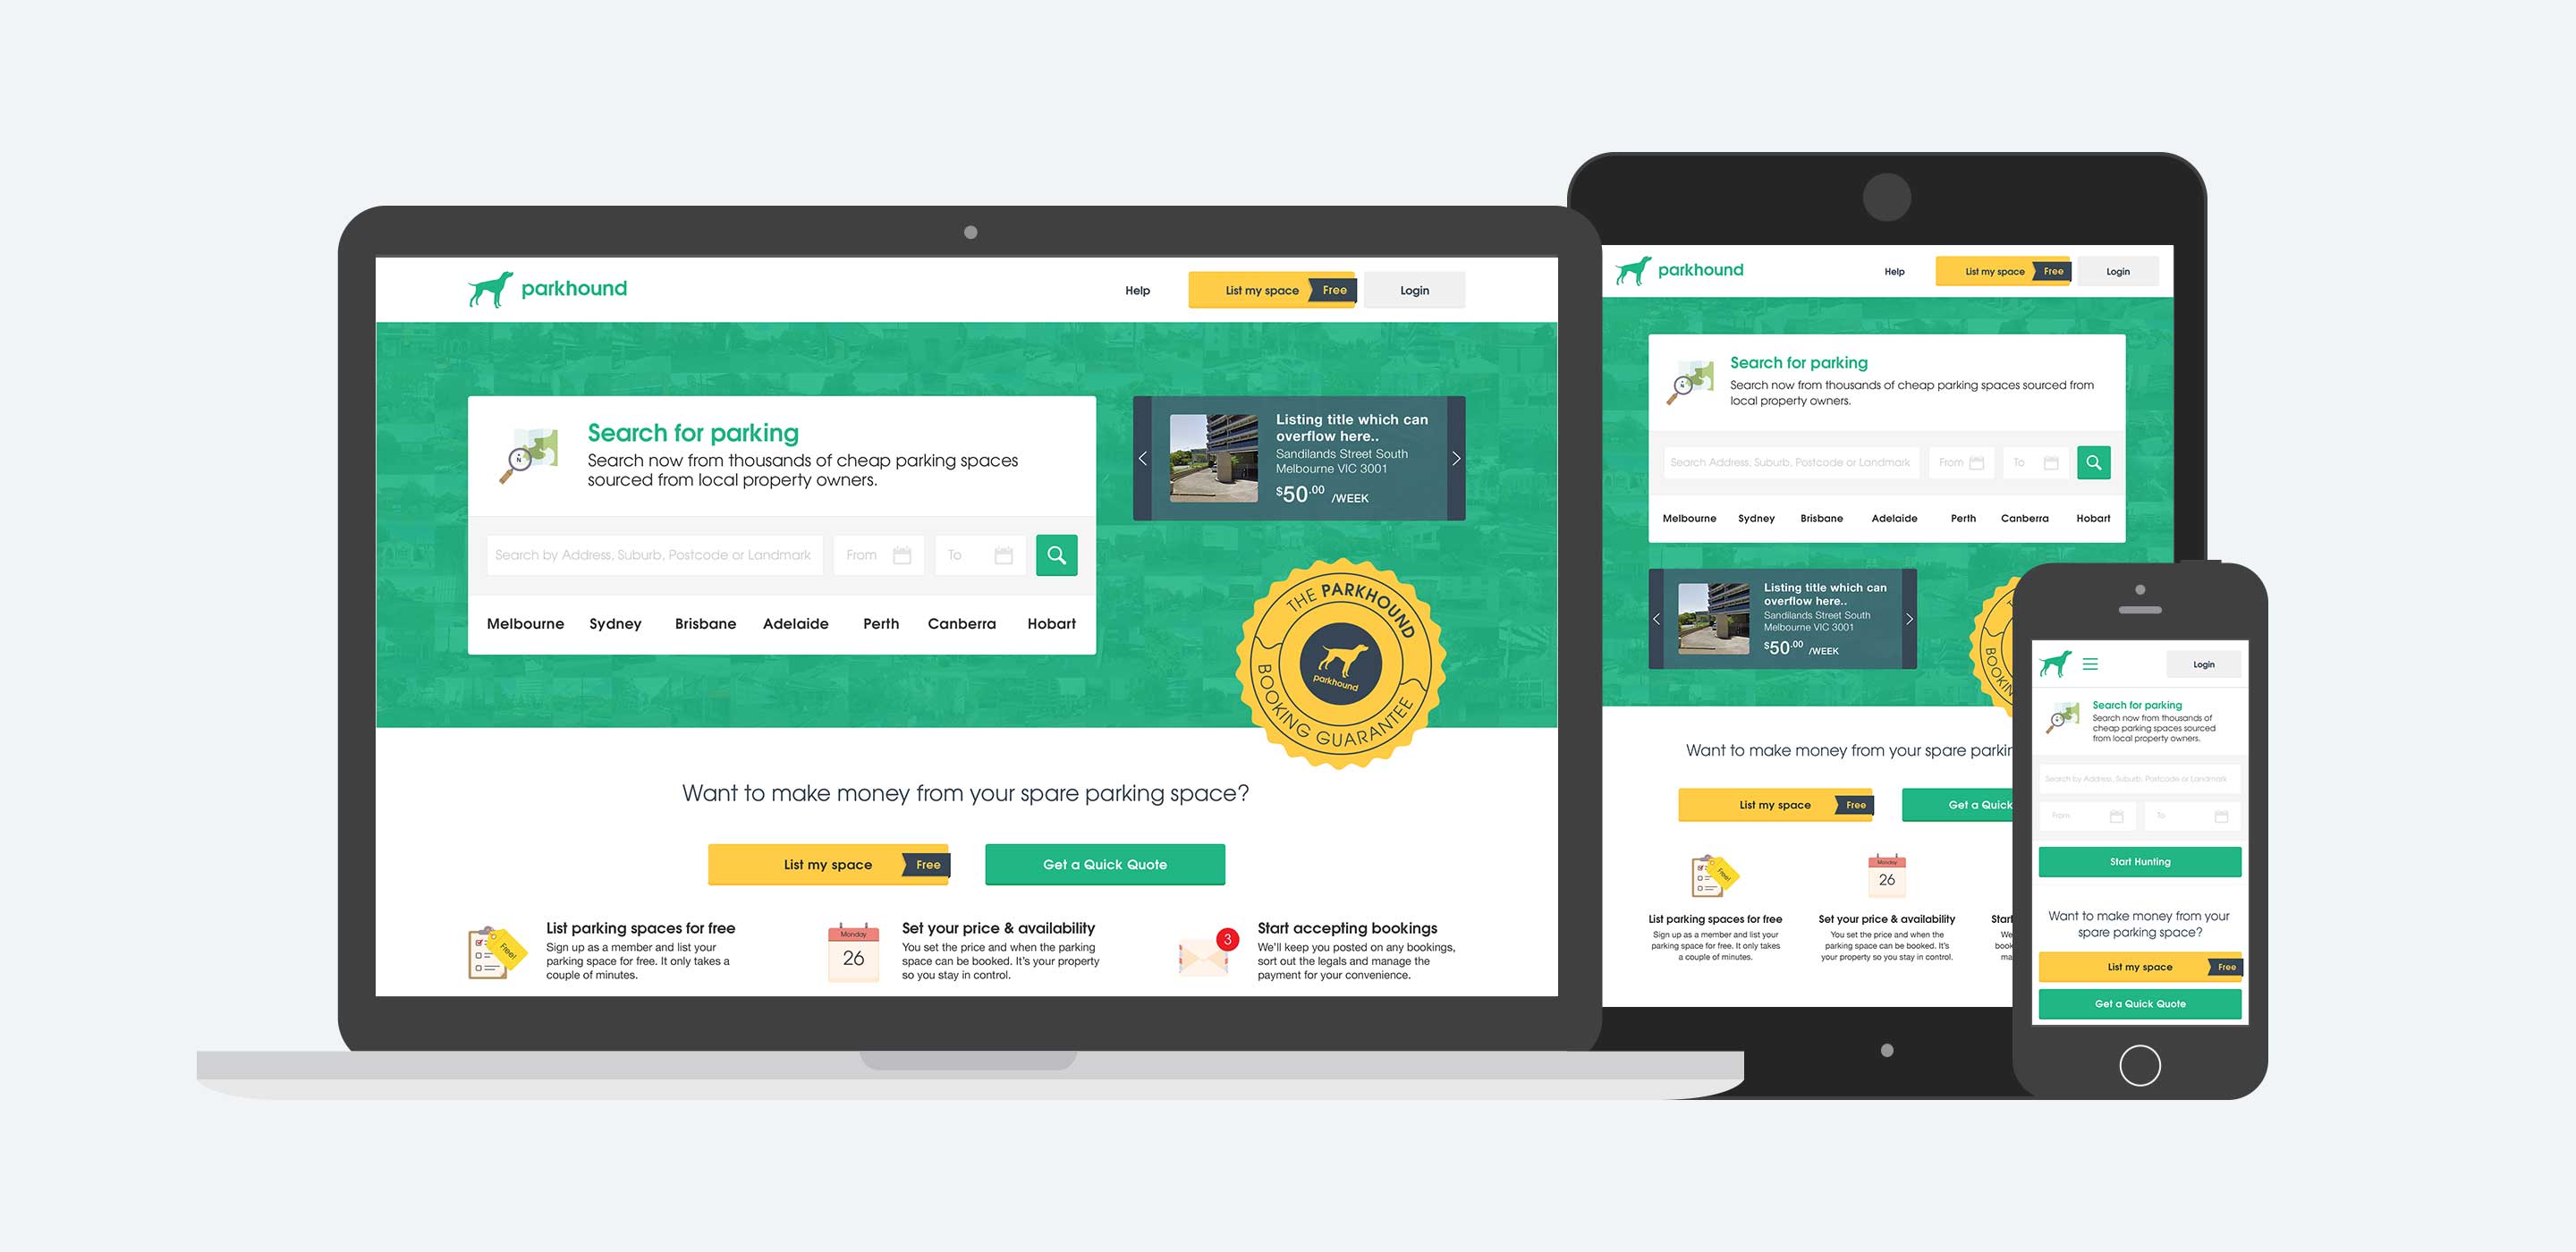 parkhound
Help
List my space
Free
Login
Search for parking
Search now from thousands of cheap parking spaces
sourced from local property owners.
Search by Address, Suburb, Postcode or Landmark
From
To
Melbourne Sydney Brisbane Adelaide Perth Canberra Hobart
Listing title which can
overflow here..
Sandilands Street South
Melbourne VIC 3001
$50.00 /WEEK
THE PARKHOUND
parkhound
BOOKING GUARANTEE
Want to make money from your spare parking space?
List my space
Free
Get a Quick Quote
Free!
List parking spaces for free
Sign up as a member and list your
parking space for free. It only takes a
couple of minutes.
Monday
26
Set your price & availability
You set the price and when the parking
space can be booked. It's your property
so you stay in control.
3
Start accepting bookings
We'll keep you posted on any bookings,
sort out the legals and manage the
payment for your convenience.
parkhound
Help
List my space
Free
Login
Search for parking
Search now from thousands of cheap parking spaces sourced from
local property owners.
Search Address, Suburb, Postcode or Landmark
From
To
Melbourne Sydney Brisbane Adelaide Perth Canberra Hobart
Listing title which can
overflow here..
Sandilands Street South
Melbourne VIC 3001
$50.00 /WEEK
BOOKIN
Want to make money from your spare parkin
List my space
Free
Get a Quick
Free!
List parking spaces for free
Sign up as a member and list your
parking space for free. It only takes
a couple of minutes.
Monday
26
Set your price & availability
You set the price and when the
parking space can be booked. It's
your property so you stay in control.
Start
We
book
ma
Login
Search for parking
Search now from thousands of
cheap parking spaces sourced
from local property owners.
Search by Address, Suburb, Postcode or Landmark
From
To
Start Hunting
Want to make money from your
spare parking space?
List my space
Free
Get a Quick Quote